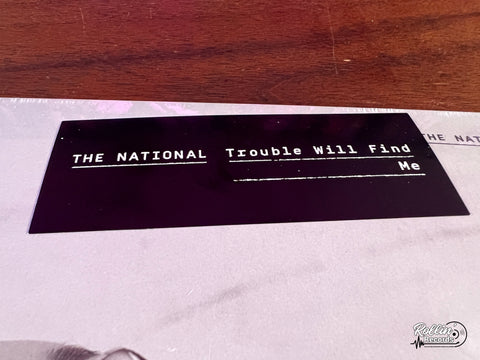 THE NATIONAL Trouble Will Find
Me
THE NAT
Rollin'
Records